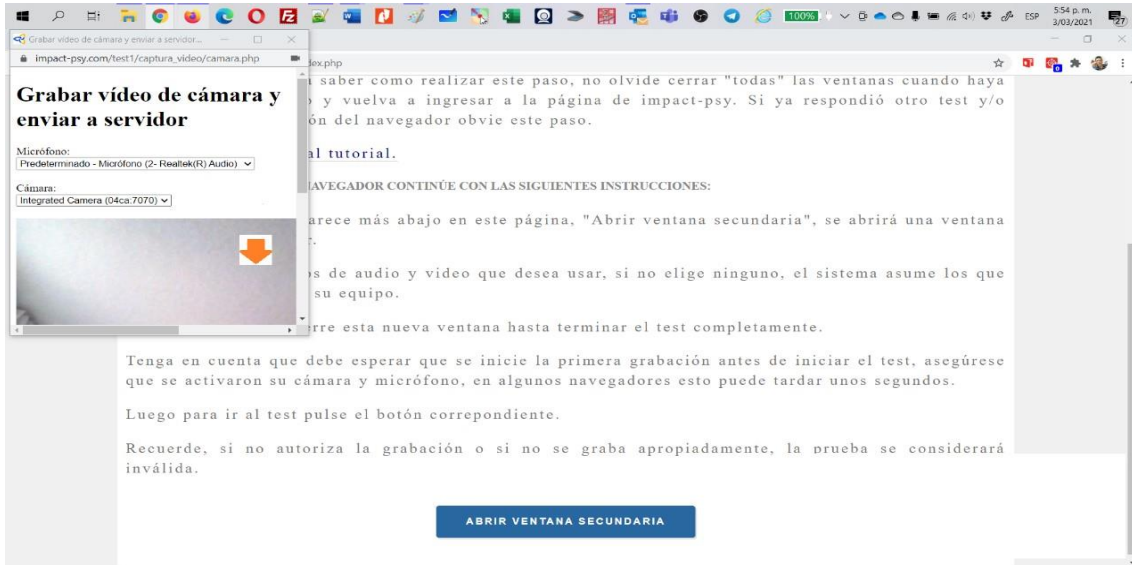 100%
ESP
5:54 p. m.
3/03/2021
27
Grabar vídeo de cámara y enviar a servidor...
impact-psy.com/test1/captura_video/camara.php
dex.php
Grabar vídeo de cámara y
enviar a servidor
Micrófono:
Predeterminado - Micrófono (2- Realtek(R) Audio)
Cámara:
Integrated Camera (04ca:7070)
saber como realizar este paso, no olvide cerrar "todas" las ventanas cuando haya
y vuelva a ingresar a la página de impact-psy. Si ya respondió otro test y/o
ón del navegador obvie este paso.
al tutorial.
NAVEGADOR CONTINÚE CON LAS SIGUIENTES INSTRUCCIONES:
arece más abajo en este página, "Abrir ventana secundaria", se abrirá una ventana
r.
os de audio y video que desea usar, si no elige ninguno, el sistema asume los que
su equipo.
erre esta nueva ventana hasta terminar el test completamente.
Tenga en cuenta que debe esperar que se inicie la primera grabación antes de iniciar el test, asegúrese
que se activaron su cámara y micrófono, en algunos navegadores esto puede tardar unos segundos.
Luego para ir al test pulse el botón correpondiente.
Recuerde, si no autoriza la grabación o si no se graba apropiadamente, la prueba se considerará
inválida.
ABRIR VENTANA SECUNDARIA